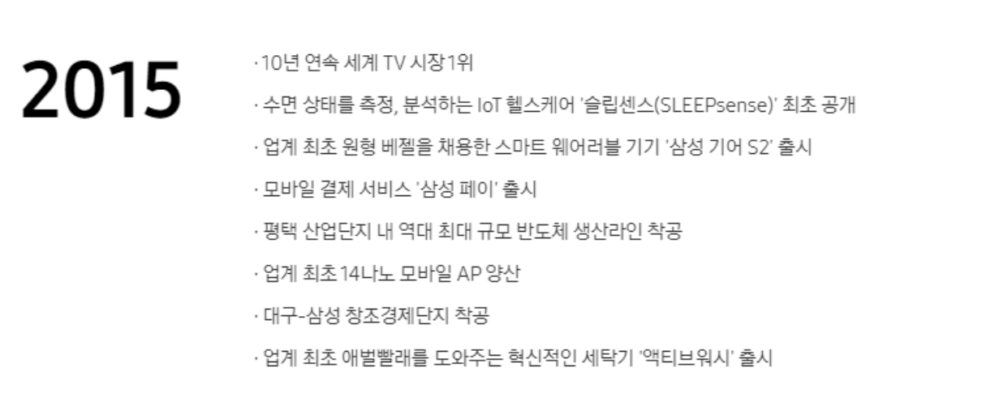 2015
· 10년 연속 세계 TV 시장 1위
· 수면 상태를 측정, 분석하는 IoT 헬스케어 '슬립센스(SLEEPsense)' 최초 공개
· 업계 최초 원형 베젤을 채용한 스마트 웨어러블 기기 '삼성 기어 S2' 출시
· 모바일 결제 서비스 '삼성 페이' 출시
· 평택 산업단지 내 역대 최대 규모 반도체 생산라인 착공
· 업계 최초 14나노 모바일 AP 양산
· 대구-삼성 창조경제단지 착공
· 업계 최초 애벌빨래를 도와주는 혁신적인 세탁기 '액티브워시' 출시